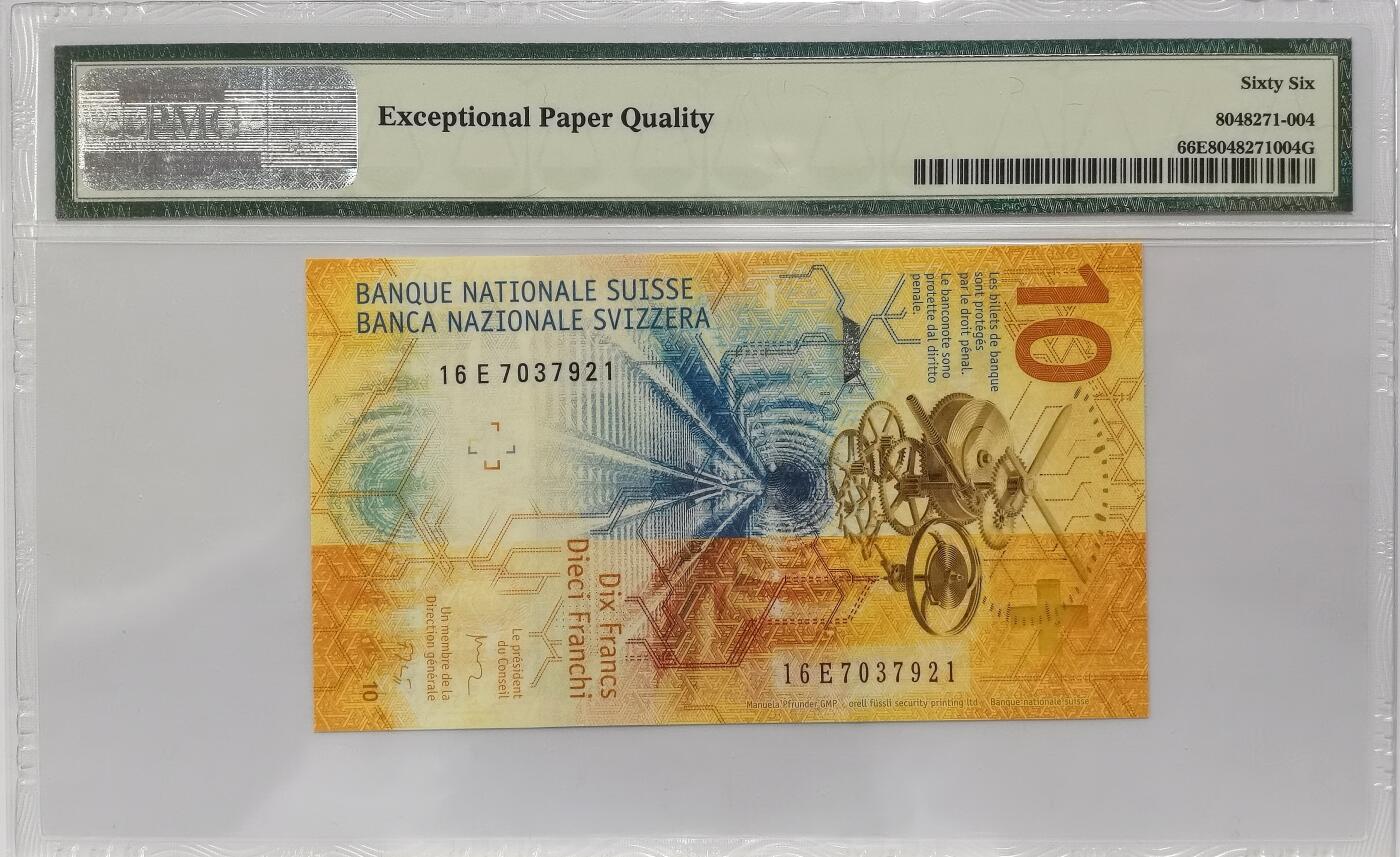 PMG
Exceptional Paper Quality
Sixty Six
8048271-004
66E8048271004G
BANQUE NATIONALE SUISSE
BANCA NAZIONALE SVIZZERA
16 E 7037921
Les billets de banque
sont protégés
par le droit pénal.
Le banconote sono
protette dal diritto
penale.
10
Dix Francs
Dieci Franchi
Le président
du Conseil
Un membre de la
Direction générale
10
16E7037921
Manuela Pfrunder GMP orell füssli security printing ltd Banque nationale suisse